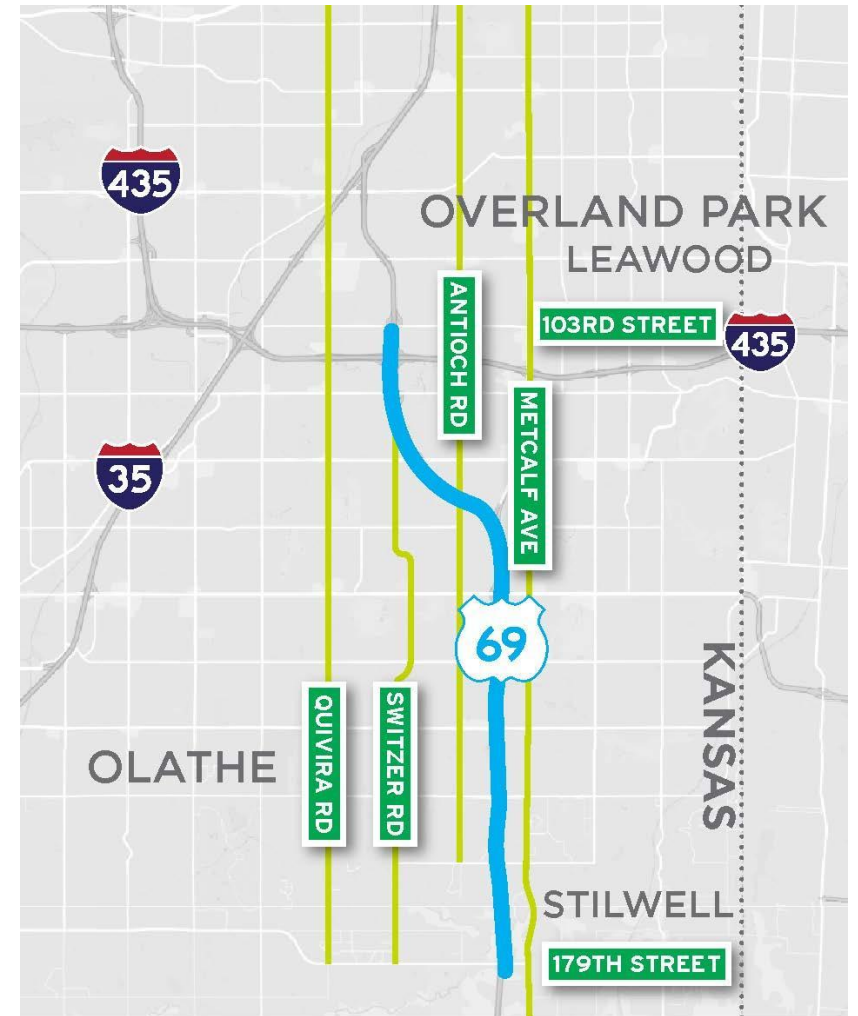 435
OVERLAND PARK
LEAWOOD
103RD STREET
435
ANTIOCH RD
METCALF AVE
35
69
KANSAS
QUIVIRA RD
SWITZER RD
OLATHE
STILWELL
179TH STREET